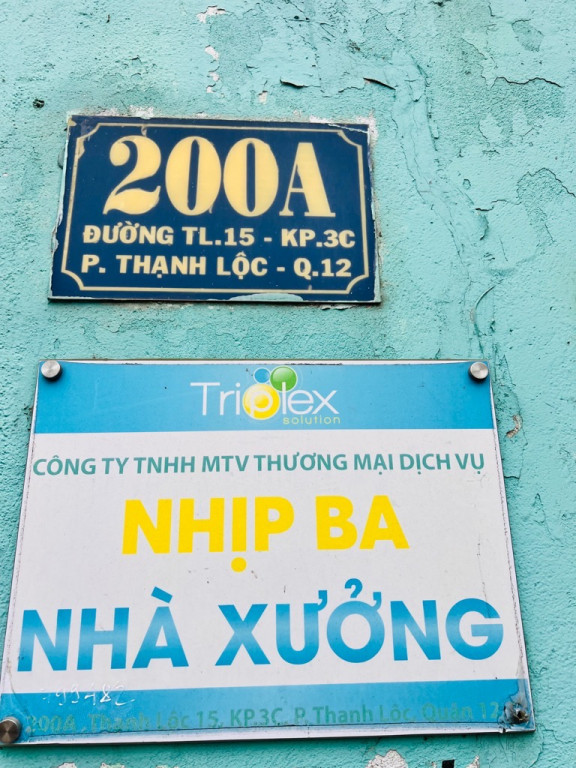 200A
ĐƯỜNG TL.15 - KP.3C
P. THẠNH LỘC - Q.12
Triplex
solution
CÔNG TY TNHH MTV THƯƠNG MẠI DỊCH VỤ
NHỊP BA
NHÀ XƯỞNG
200A, Thạnh Lộc 15, KP.3C, P. Thạnh Lộc, Quận 12